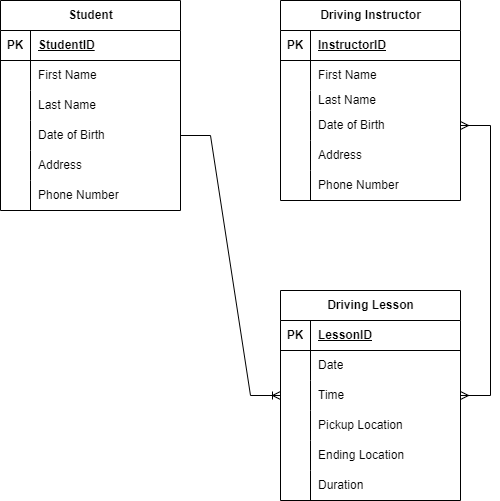 Student
PK StudentID
First Name
Last Name
Date of Birth
Address
Phone Number
Driving Instructor
PK InstructorID
First Name
Last Name
Date of Birth
Address
Phone Number
Driving Lesson
PK LessonID
Date
Time
Pickup Location
Ending Location
Duration